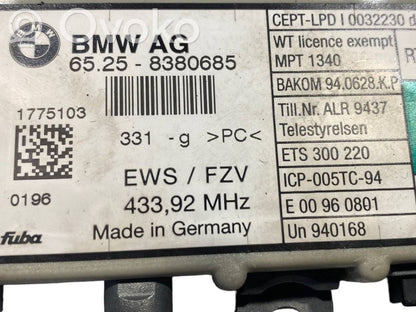 BMW
BMW AG
65.25 - 8380685
1775103
331 -g >PC<
0196
EWS / FZV
433,92 MHz
fuba
Made in Germany
CEPT-LPD I 0032230
WT licence exempt
MPT 1340
BAKOM 94.0628.K.P
Till.Nr. ALR 9437
Telestyrelsen
ETS 300 220
ICP-005TC-94
E 00 96 0801
Un 940168
OVOKO